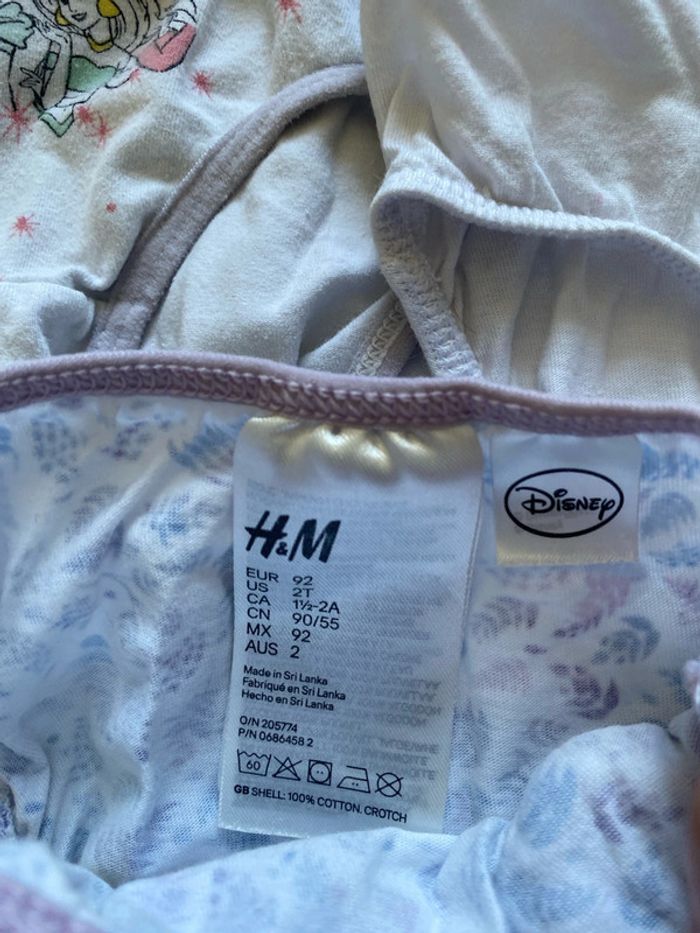 H&M
EUR 92
US 2T
CA 1½-2A
CN 90/55
MX 92
AUS 2
Made in Sri Lanka
Fabriqué en Sri Lanka
Hecho en Sri Lanka
O/N 205774
P/N 0686458 2
60
GB SHELL: 100% COTTON. CROTCH
Disney